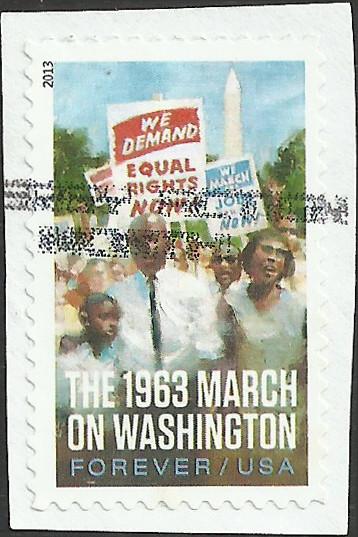 2013
WE
DEMAND
EQUAL
RIGHTS
NOW!
WE
MARCH
JOBS
NOW!
THE 1963 MARCH
ON WASHINGTON
FOREVER/USA